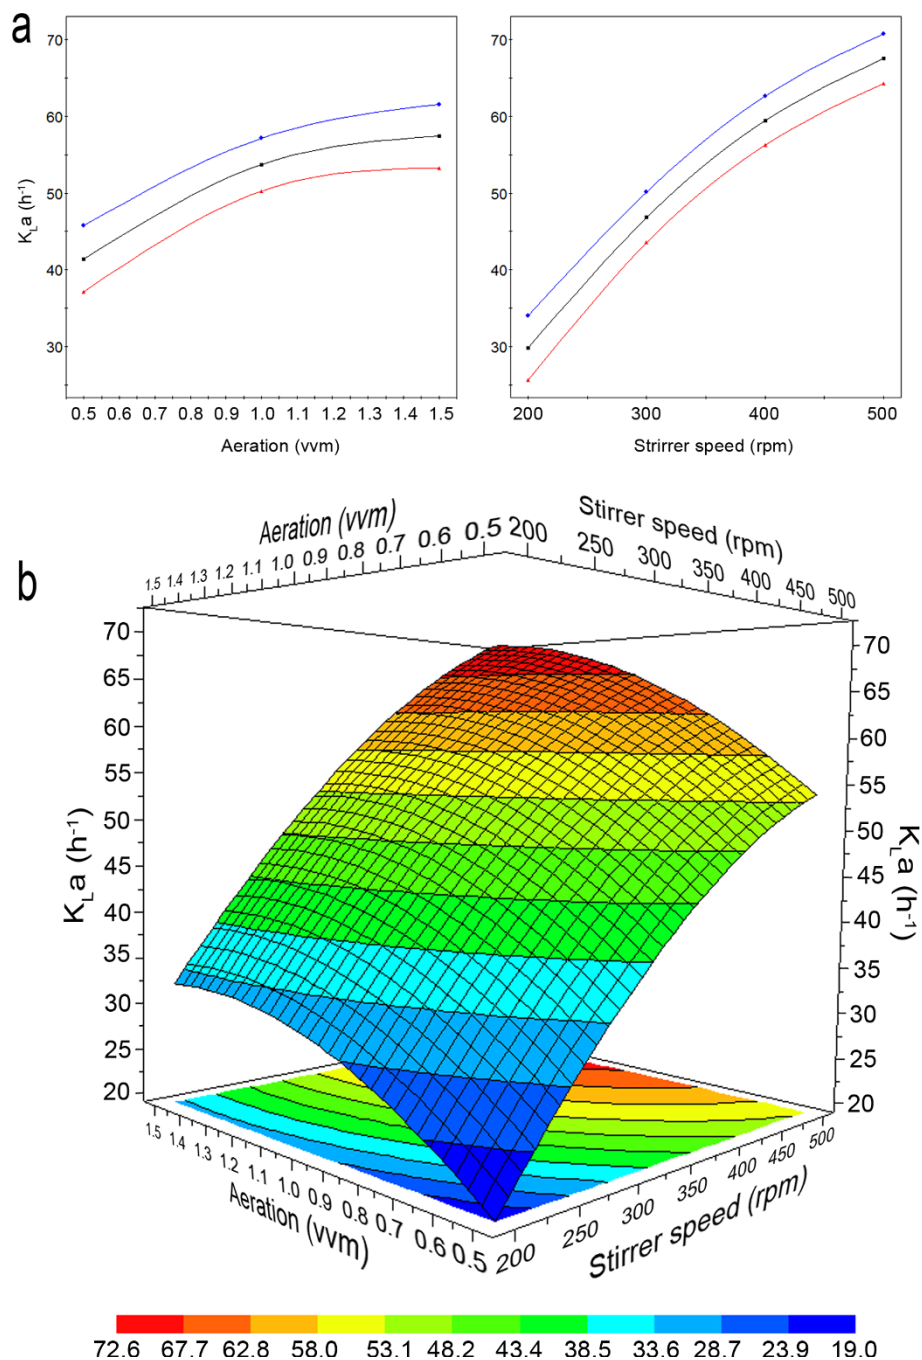 a
70
60
50
40
30
K_L a (h⁻¹)
0.5 0.6 0.7 0.8 0.9 1.0 1.1 1.2 1.3 1.4 1.5
Aeration (vvm)
70
60
50
40
30
200 300 400 500
Strirrer speed (rpm)
b
Aeration (vvm)
1.5 1.4 1.3 1.2 1.1 1.0 0.9 0.8 0.7 0.6 0.5
Stirrer speed (rpm)
200 250 300 350 400 450 500
70
65
60
55
50
45
40
35
30
25
20
K_L a (h⁻¹)
70
65
60
55
50
45
40
35
30
25
20
K_L a (h⁻¹)
1.5 1.4 1.3 1.2 1.1 1.0 0.9 0.8 0.7 0.6 0.5
Aeration (vvm)
200 250 300 350 400 450 500
Stirrer speed (rpm)
72.6 67.7 62.8 58.0 53.1 48.2 43.4 38.5 33.6 28.7 23.9 19.0